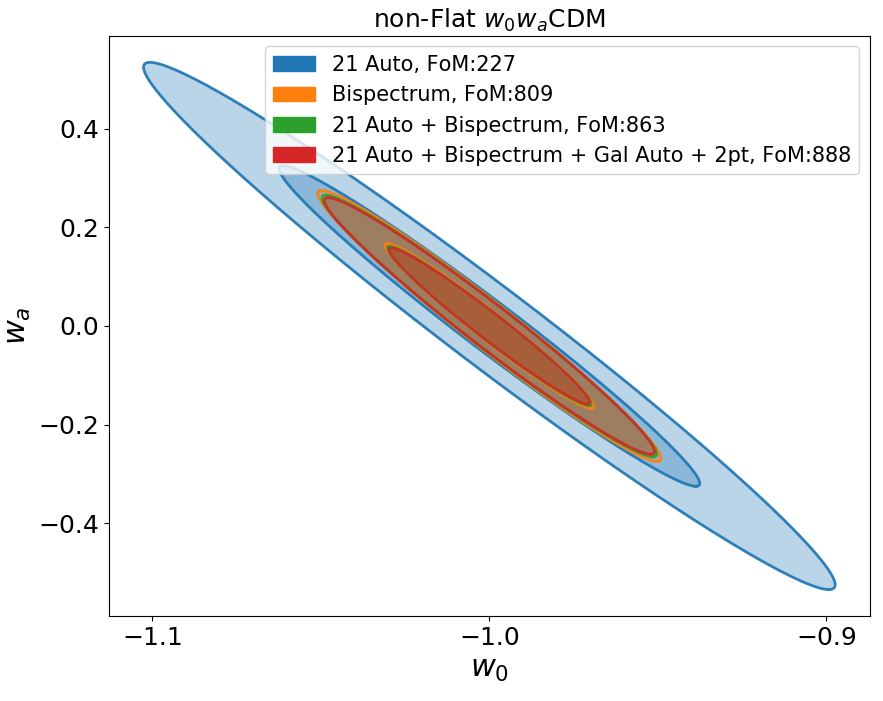 non-Flat w₀wₐCDM
21 Auto, FoM:227
Bispectrum, FoM:809
21 Auto + Bispectrum, FoM:863
21 Auto + Bispectrum + Gal Auto + 2pt, FoM:888
0.4
0.2
0.0
−0.2
−0.4
wₐ
−1.1 −1.0 −0.9
w₀